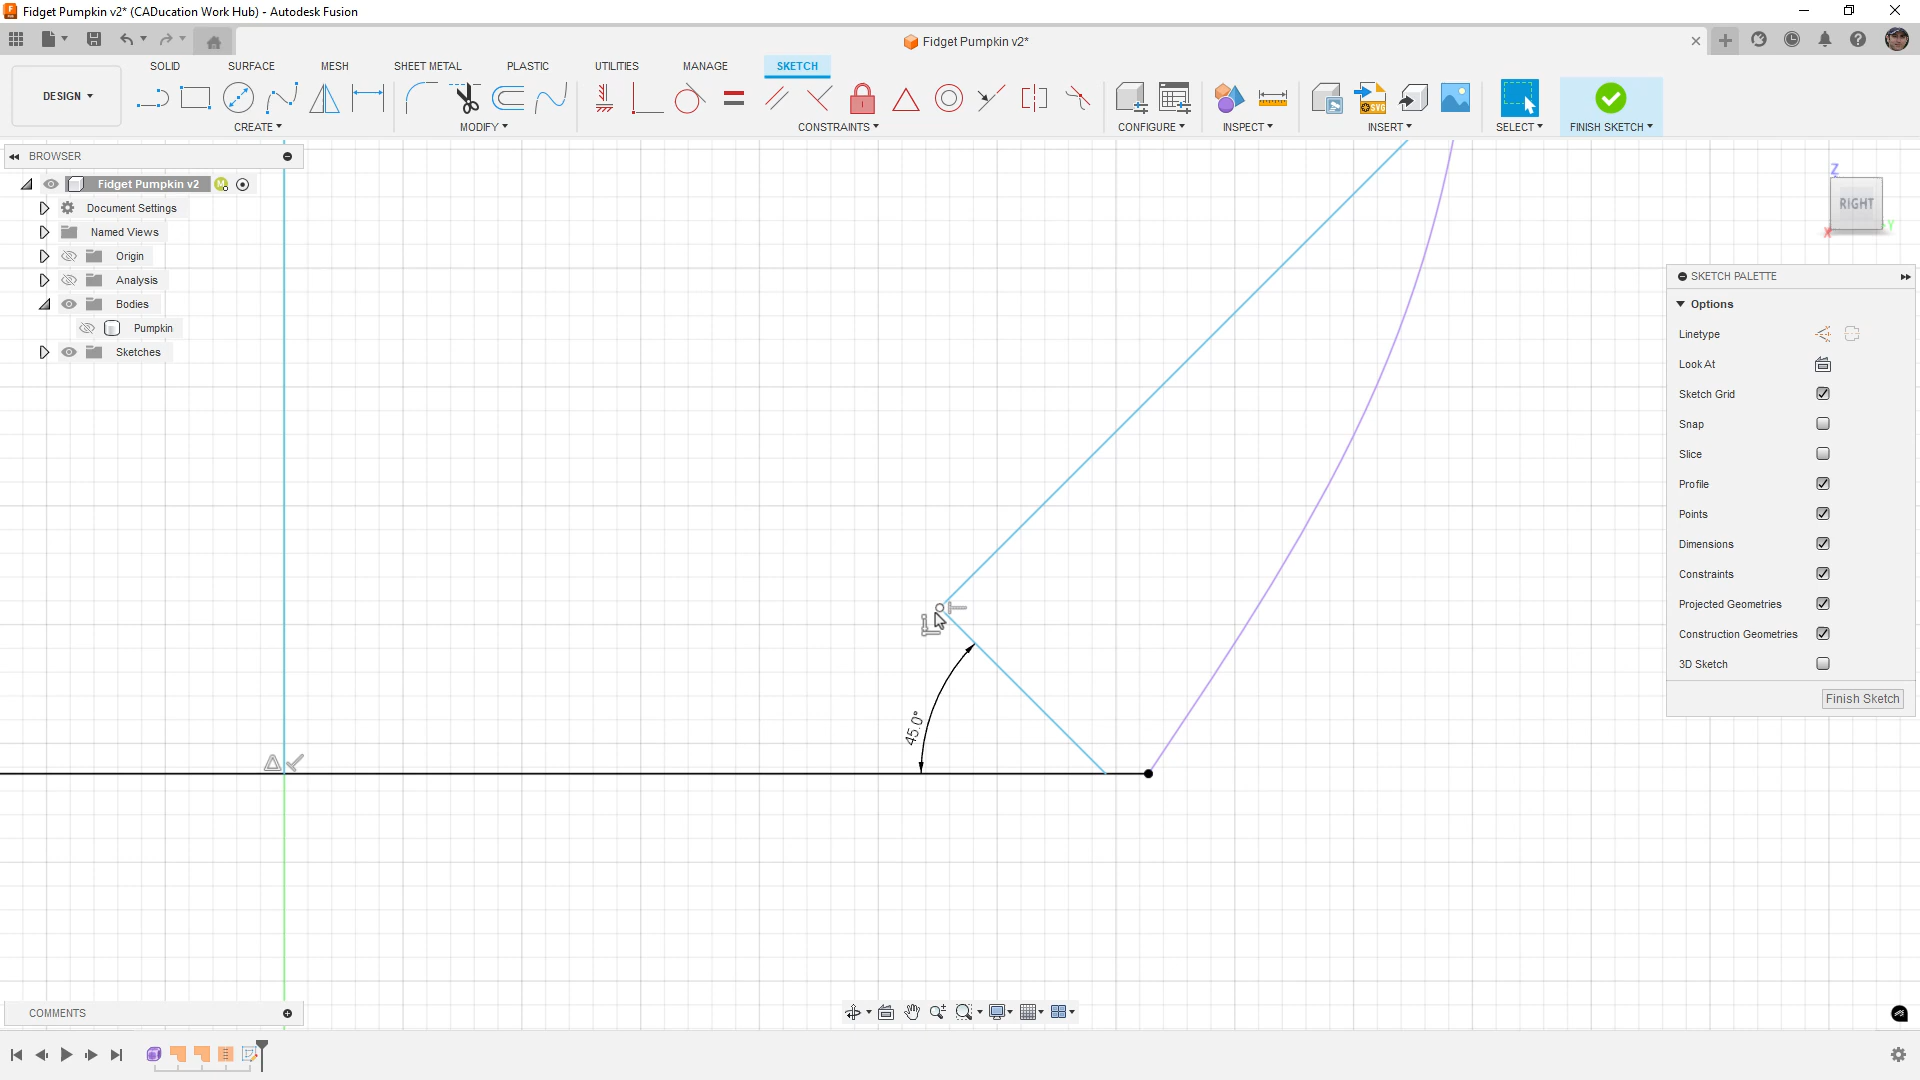 Fidget Pumpkin v2* (CADucation Work Hub) - Autodesk Fusion
Fidget Pumpkin v2*
SOLID SURFACE MESH SHEET METAL PLASTIC UTILITIES MANAGE SKETCH
DESIGN
CREATE MODIFY CONSTRAINTS CONFIGURE INSPECT INSERT SELECT FINISH SKETCH
BROWSER
Fidget Pumpkin v2
Document Settings
Named Views
Origin
Analysis
Bodies
Pumpkin
Sketches
Z
RIGHT
X
Y
SKETCH PALETTE
Options
Linetype
Look At
Sketch Grid
Snap
Slice
Profile
Points
Dimensions
Constraints
Projected Geometries
Construction Geometries
3D Sketch
Finish Sketch
45.0°
COMMENTS